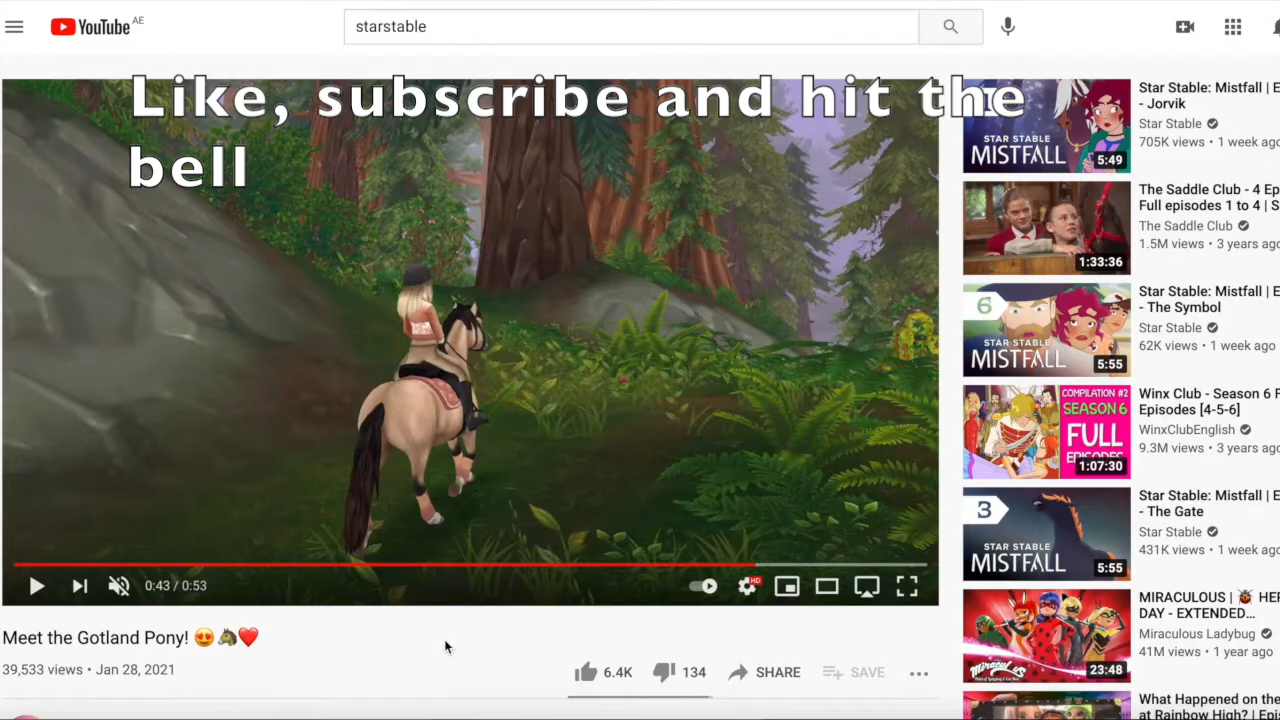 YouTube AE
starstable
Like, subscribe and hit the
bell
0:43 / 0:53
HD
Meet the Gotland Pony!
39,533 views • Jan 28, 2021
6.4K
134
SHARE
SAVE
STAR STABLE
MISTFALL
5:49
Star Stable: Mistfall | E
- Jorvik
Star Stable
705K views • 1 week ago
1:33:36
The Saddle Club - 4 Ep
Full episodes 1 to 4 | S
The Saddle Club
1.5M views • 3 years ago
6
STAR STABLE
MISTFALL
5:55
Star Stable: Mistfall | E
- The Symbol
Star Stable
62K views • 1 week ago
COMPILATION #2
SEASON 6
FULL
EPISODES
1:07:30
Winx Club - Season 6 F
Episodes [4-5-6]
WinxClubEnglish
9.3M views • 3 years ago
3
STAR STABLE
MISTFALL
5:55
Star Stable: Mistfall | E
- The Gate
Star Stable
431K views • 1 week ago
Miraculous
23:48
MIRACULOUS | 🐞 HER
DAY - EXTENDED...
Miraculous Ladybug
41M views • 1 year ago
What Happened on the
at Rainbow High? | Epi